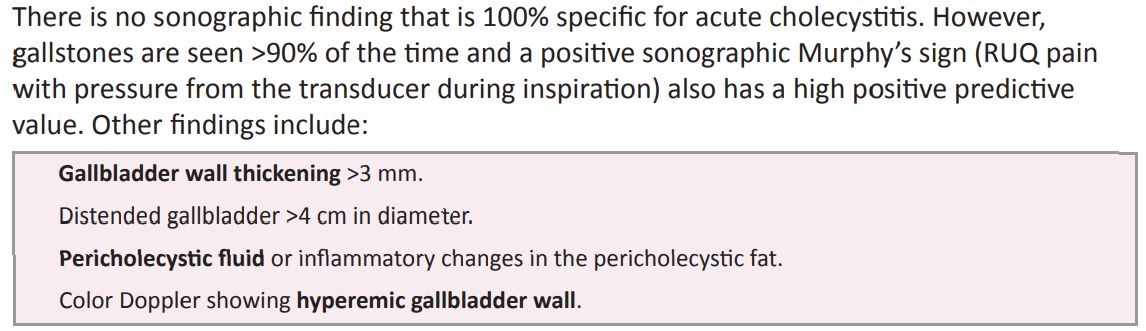 There is no sonographic finding that is 100% specific for acute cholecystitis. However,
gallstones are seen >90% of the time and a positive sonographic Murphy’s sign (RUQ pain
with pressure from the transducer during inspiration) also has a high positive predictive
value. Other findings include:
Gallbladder wall thickening >3 mm.
Distended gallbladder >4 cm in diameter.
Pericholecystic fluid or inflammatory changes in the pericholecystic fat.
Color Doppler showing hyperemic gallbladder wall.